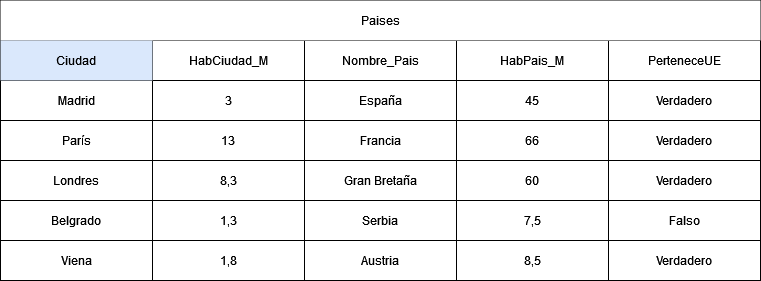 Paises
Ciudad HabCiudad_M Nombre_Pais HabPais_M PerteneceUE
Madrid 3 España 45 Verdadero
París 13 Francia 66 Verdadero
Londres 8,3 Gran Bretaña 60 Verdadero
Belgrado 1,3 Serbia 7,5 Falso
Viena 1,8 Austria 8,5 Verdadero